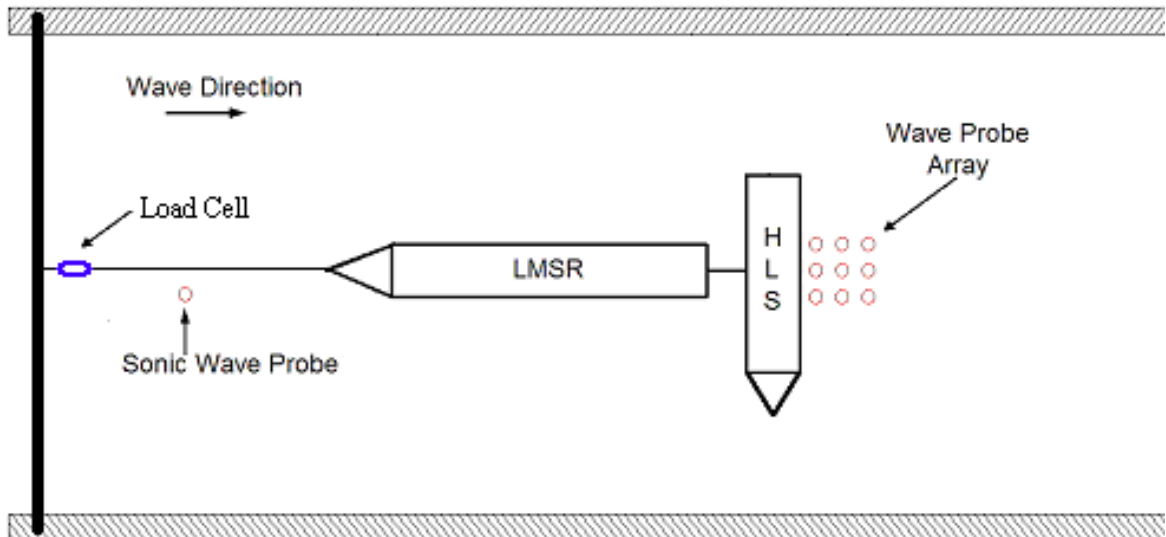 Wave Direction
Wave Probe
Array
Load Cell
LMSR
H
L
S
Sonic Wave Probe